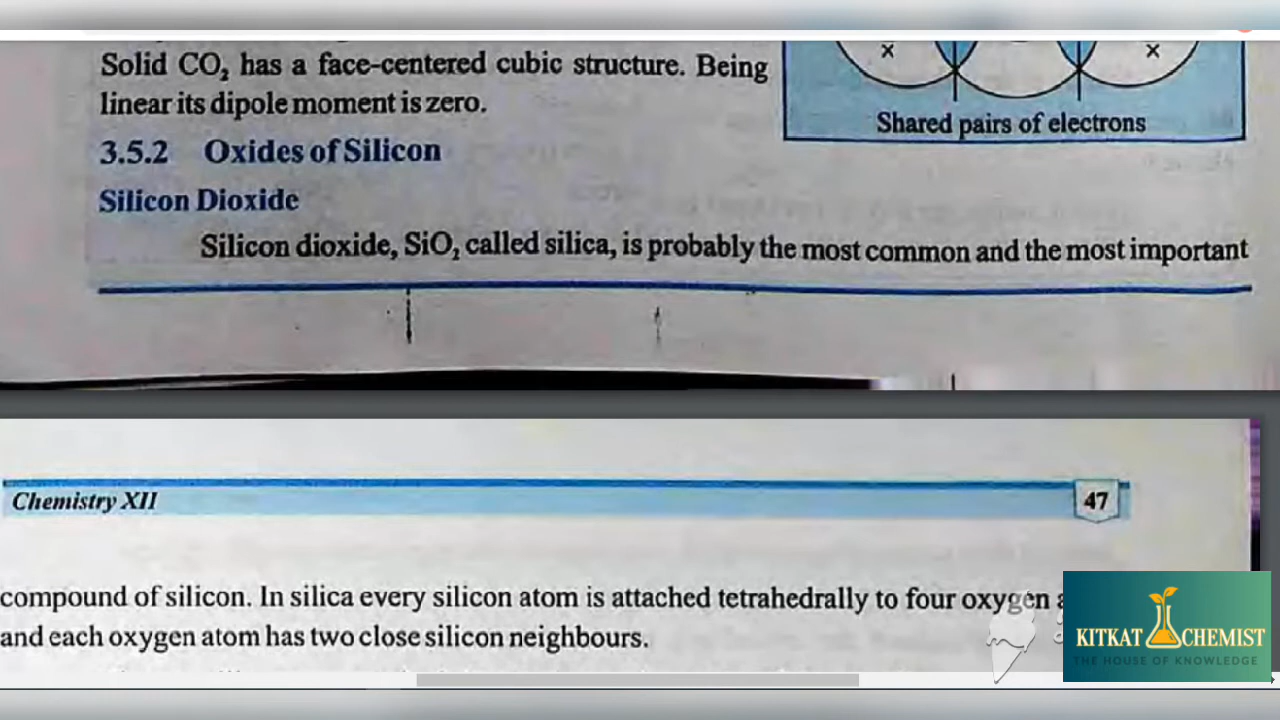 Solid CO₂ has a face-centered cubic structure. Being
linear its dipole moment is zero.
Shared pairs of electrons
3.5.2 Oxides of Silicon
Silicon Dioxide
Silicon dioxide, SiO₂ called silica, is probably the most common and the most important
Chemistry XII
47
compound of silicon. In silica every silicon atom is attached tetrahedrally to four oxygen
and each oxygen atom has two close silicon neighbours.
KITKAT CHEMIST
THE HOUSE OF KNOWLEDGE